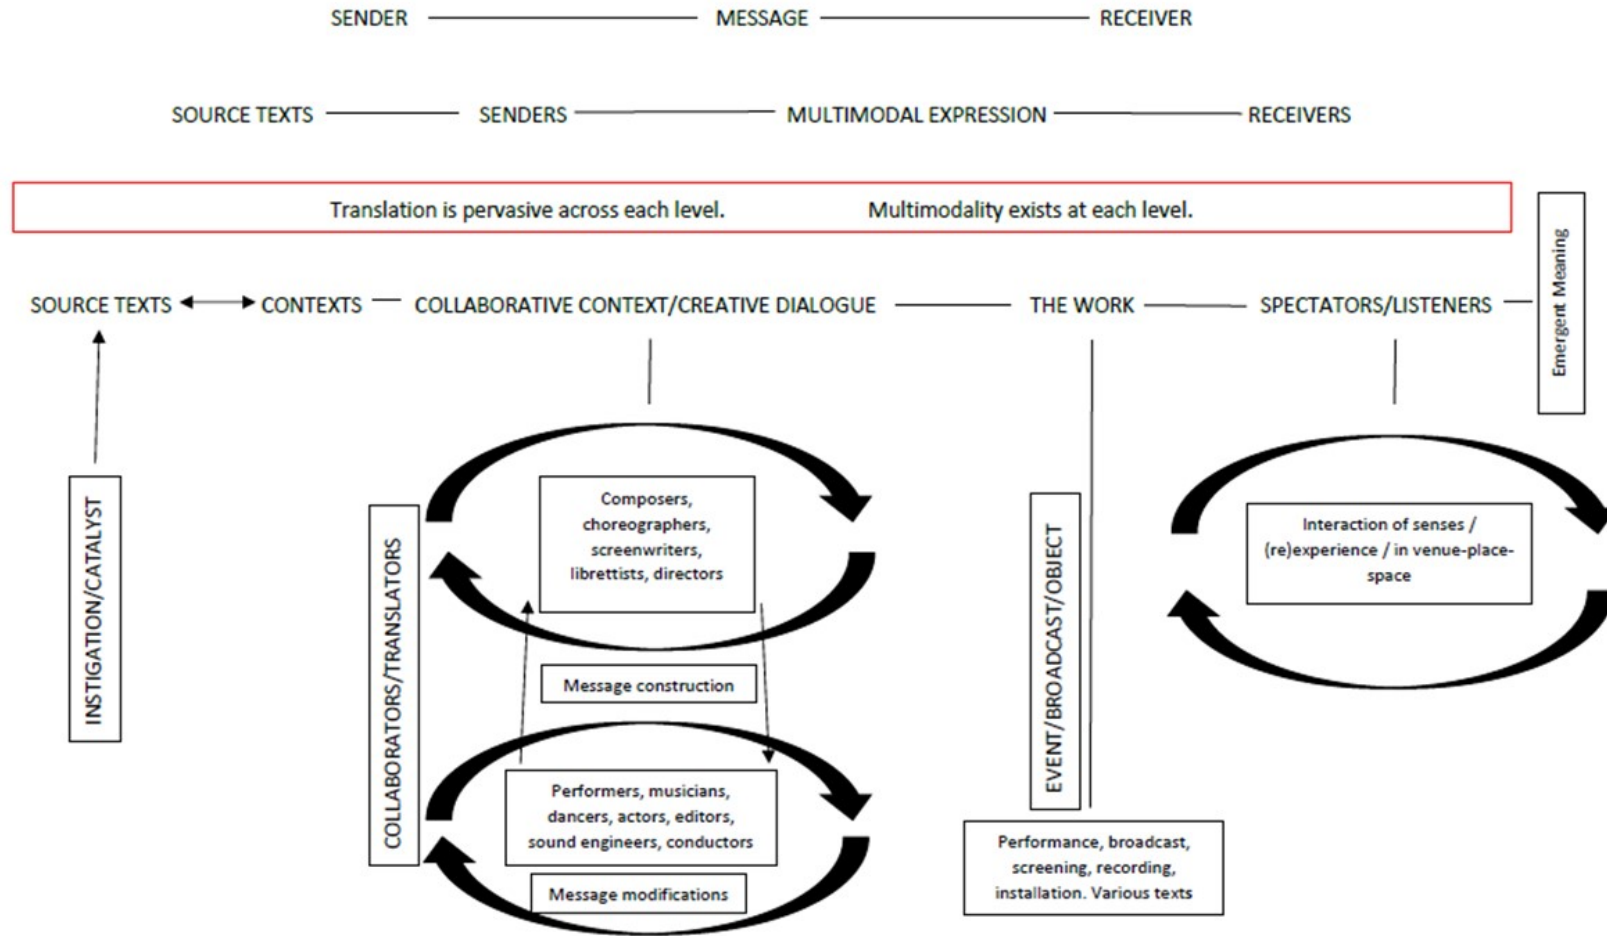 SENDER MESSAGE RECEIVER
SOURCE TEXTS SENDERS MULTIMODAL EXPRESSION RECEIVERS
Translation is pervasive across each level. Multimodality exists at each level.
Emergent Meaning
SOURCE TEXTS CONTEXTS COLLABORATIVE CONTEXT/CREATIVE DIALOGUE THE WORK SPECTATORS/LISTENERS
INSTIGATION/CATALYST
COLLABORATORS/TRANSLATORS
Composers,
choreographers,
screenwriters,
librettists, directors
Message construction
Performers, musicians,
dancers, actors, editors,
sound engineers, conductors
Message modifications
EVENT/BROADCAST/OBJECT
Performance, broadcast,
screening, recording,
installation. Various texts
Interaction of senses /
(re)experience / in venue-place-
space